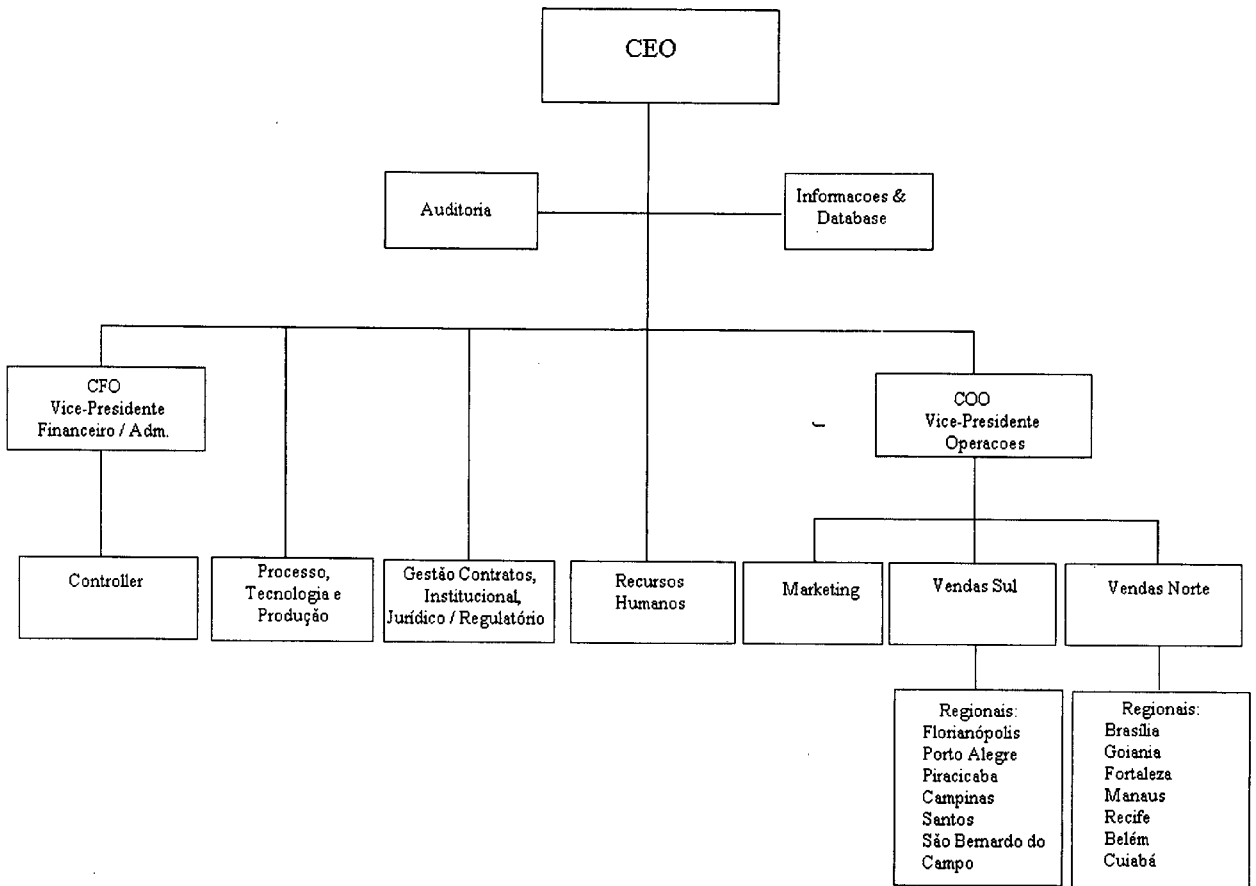 CEO
Auditoria
Informacoes &
Database
CFO
Vice-Presidente
Financeiro / Adm.
COO
Vice-Presidente
Operacoes
Controller
Processo,
Tecnologia e
Produção
Gestão Contratos,
Institucional,
Jurídico / Regulatório
Recursos
Humanos
Marketing
Vendas Sul
Vendas Norte
Regionais:
Florianópolis
Porto Alegre
Piracicaba
Campinas
Santos
São Bernardo do
Campo
Regionais:
Brasília
Goiania
Fortaleza
Manaus
Recife
Belém
Cuiabá